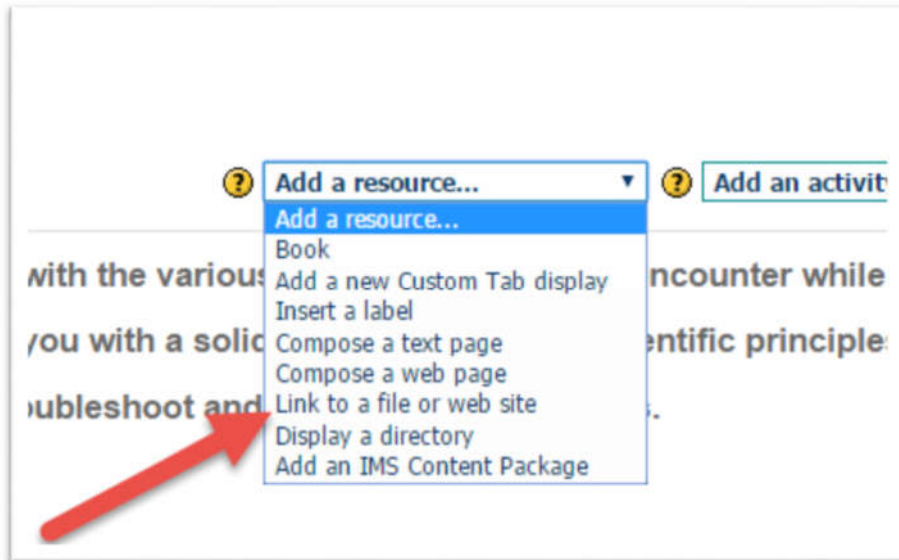 ? Add a resource... ? Add an activit
Add a resource...
Book
with the various
ncounter while
Add a new Custom Tab display
Insert a label
you with a solid
entific principle
Compose a text page
Compose a web page
oubleshoot and
Link to a file or web site
Display a directory
Add an IMS Content Package